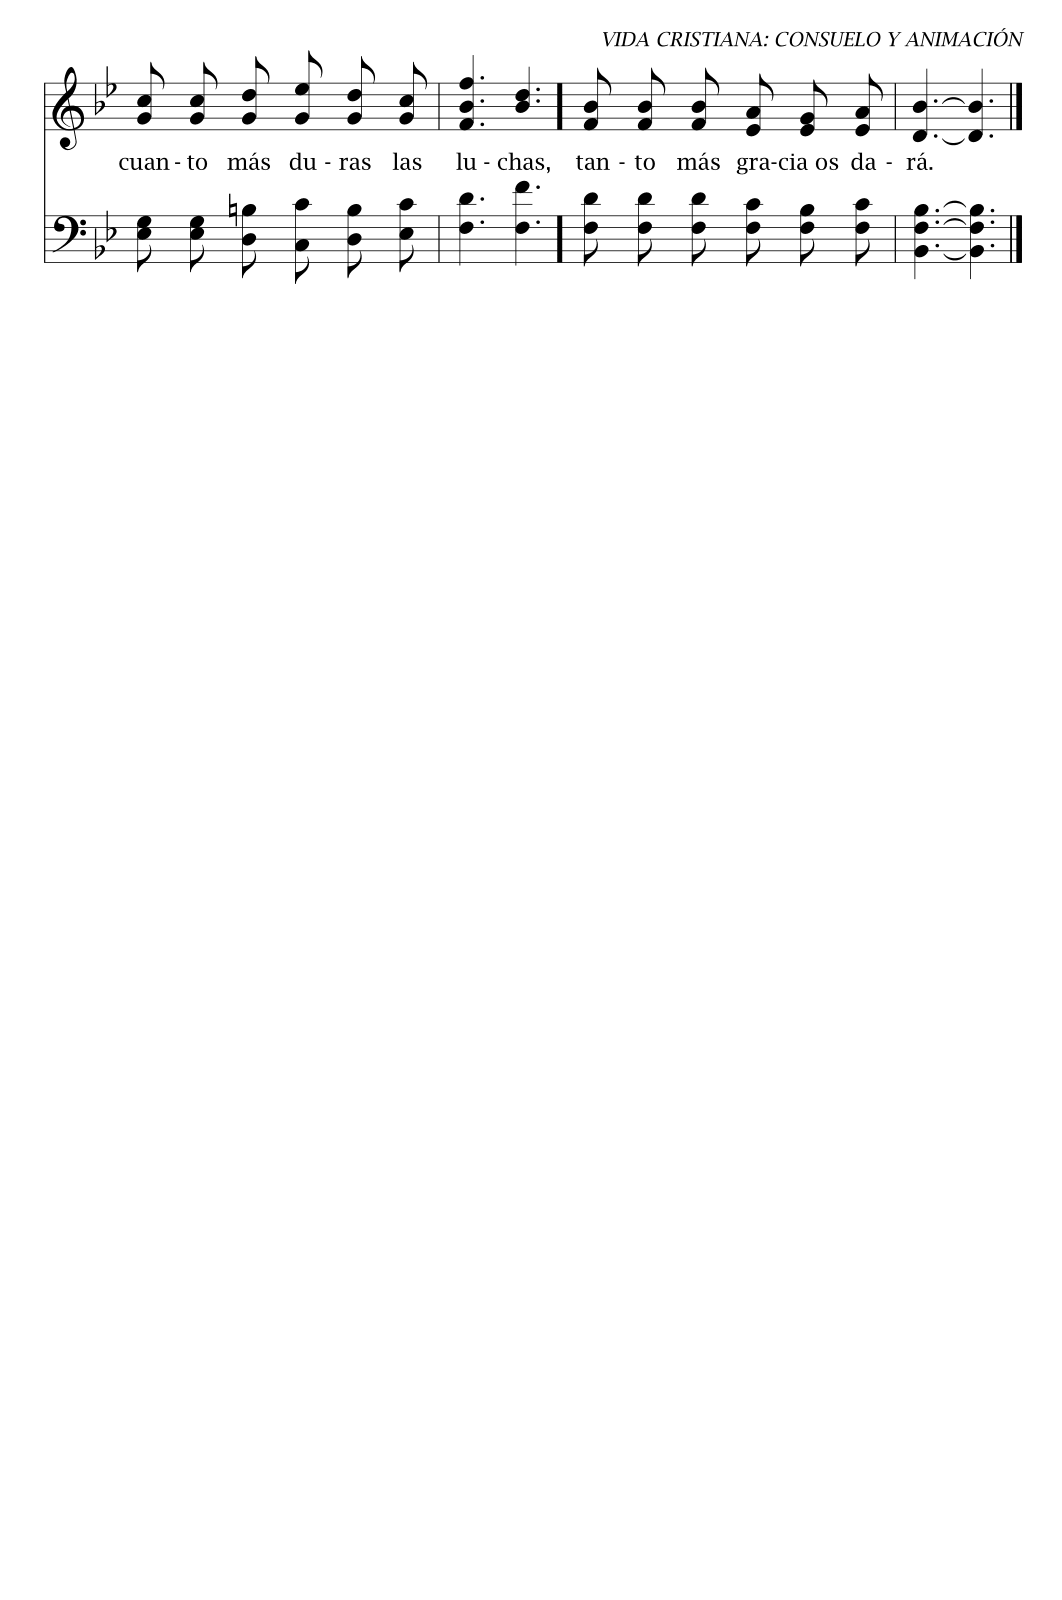 VIDA CRISTIANA: CONSUELO Y ANIMACIÓN
cuan - to más du - ras las lu - chas, tan - to más gra-cia os da - rá.